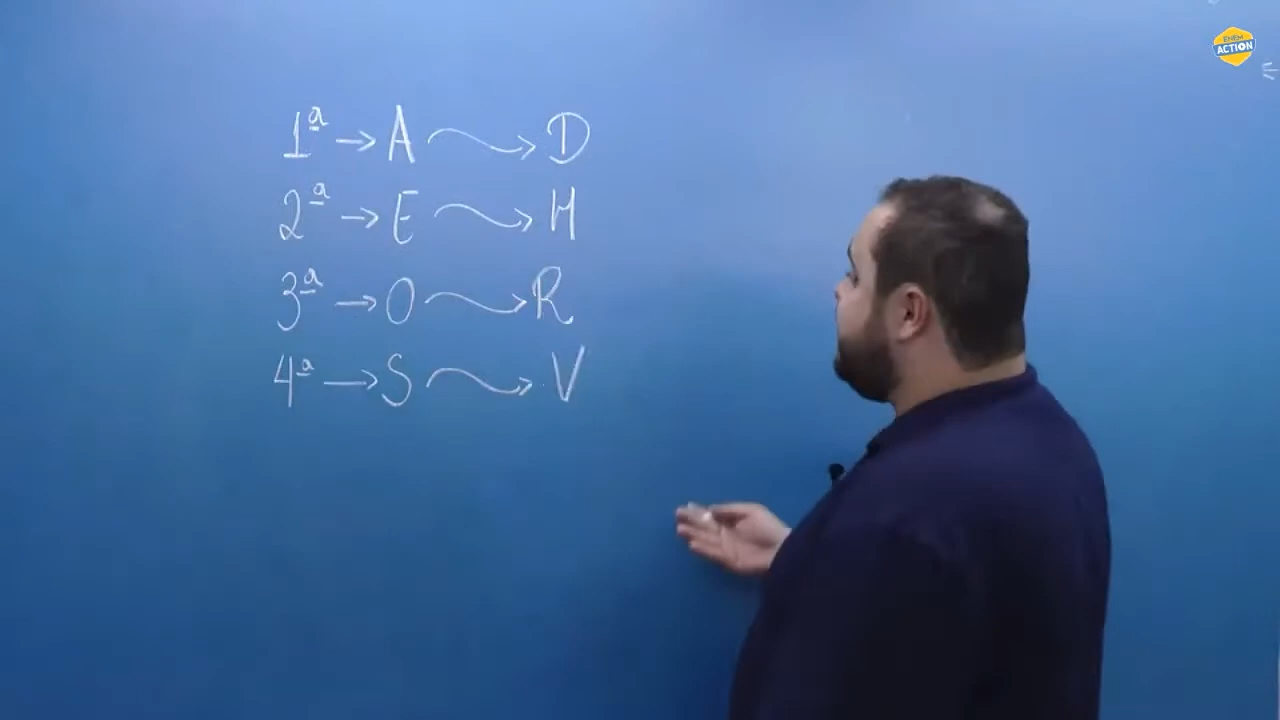 1ª → A → D
2ª → E → H
3ª → O → R
4ª → S → V
ENEM
ACTION